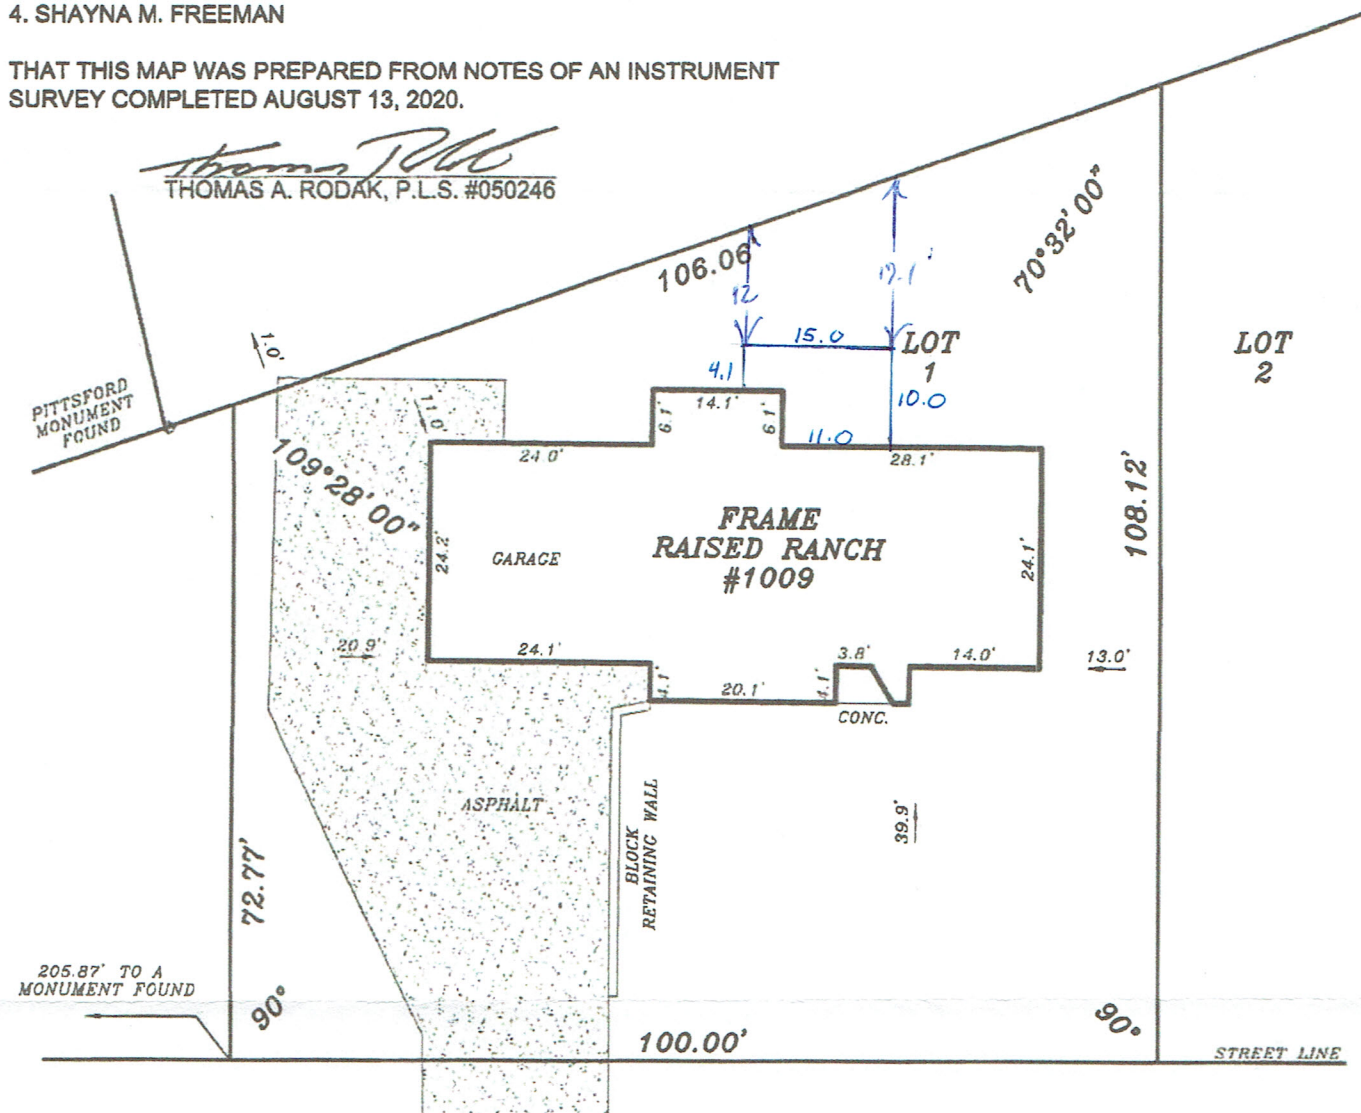 4. SHAYNA M. FREEMAN
THAT THIS MAP WAS PREPARED FROM NOTES OF AN INSTRUMENT
SURVEY COMPLETED AUGUST 13, 2020.
THOMAS A. RODAK, P.L.S. #050246
106.06
12
15.0
4.1
10.0
11.0
70°32'00"
LOT
1
LOT
2
1.0'
PITTSFORD
MONUMENT
FOUND
11.0'
109°28'00"
24.0'
6.1'
14.1'
6.1'
28.1'
24.2'
GARAGE
FRAME
RAISED RANCH
#1009
24.1'
108.12'
20.9'
24.1'
4.1'
20.1'
4.1'
3.8'
14.0'
13.0'
CONC.
ASPHALT
BLOCK
RETAINING WALL
39.9'
72.77'
205.87' TO A
MONUMENT FOUND
90°
100.00'
90°
STREET LINE